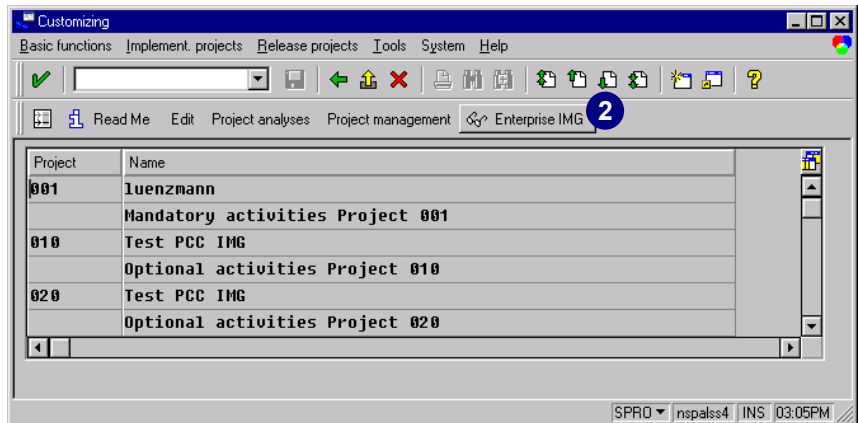 Customizing
Basic functions Implement. projects Release projects Tools System Help
Read Me Edit Project analyses Project management Enterprise IMG 2
Project Name
001 luenzmann
Mandatory activities Project 001
010 Test PCC IMG
Optional activities Project 010
020 Test PCC IMG
Optional activities Project 020
SPRO nspalss4 INS 03:05PM